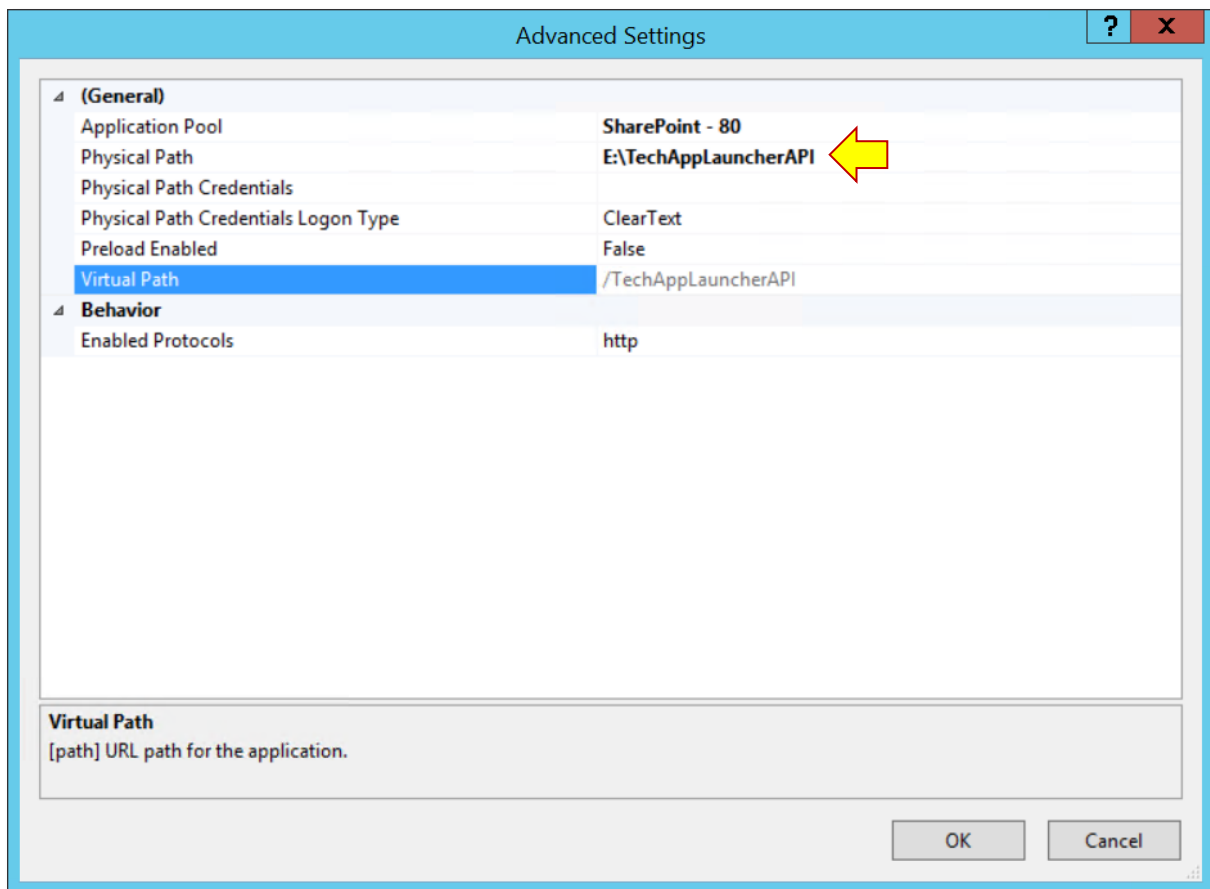 Advanced Settings
? X
(General)
Application Pool SharePoint - 80
Physical Path E:\TechAppLauncherAPI
Physical Path Credentials
Physical Path Credentials Logon Type ClearText
Preload Enabled False
Virtual Path /TechAppLauncherAPI
Behavior
Enabled Protocols http
Virtual Path
[path] URL path for the application.
OK Cancel